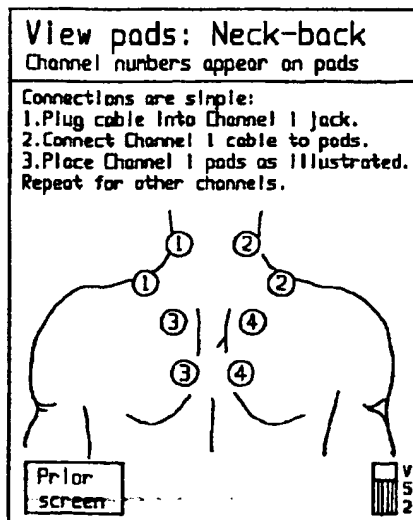 View pads: Neck-back
Channel numbers appear on pads
Connections are simple:
1.Plug cable into Channel 1 jack.
2.Connect Channel 1 cable to pads.
3.Place Channel 1 pads as illustrated.
Repeat for other channels.
1 2
1 2
3 4
3 4
Prior
screen
V
5
2